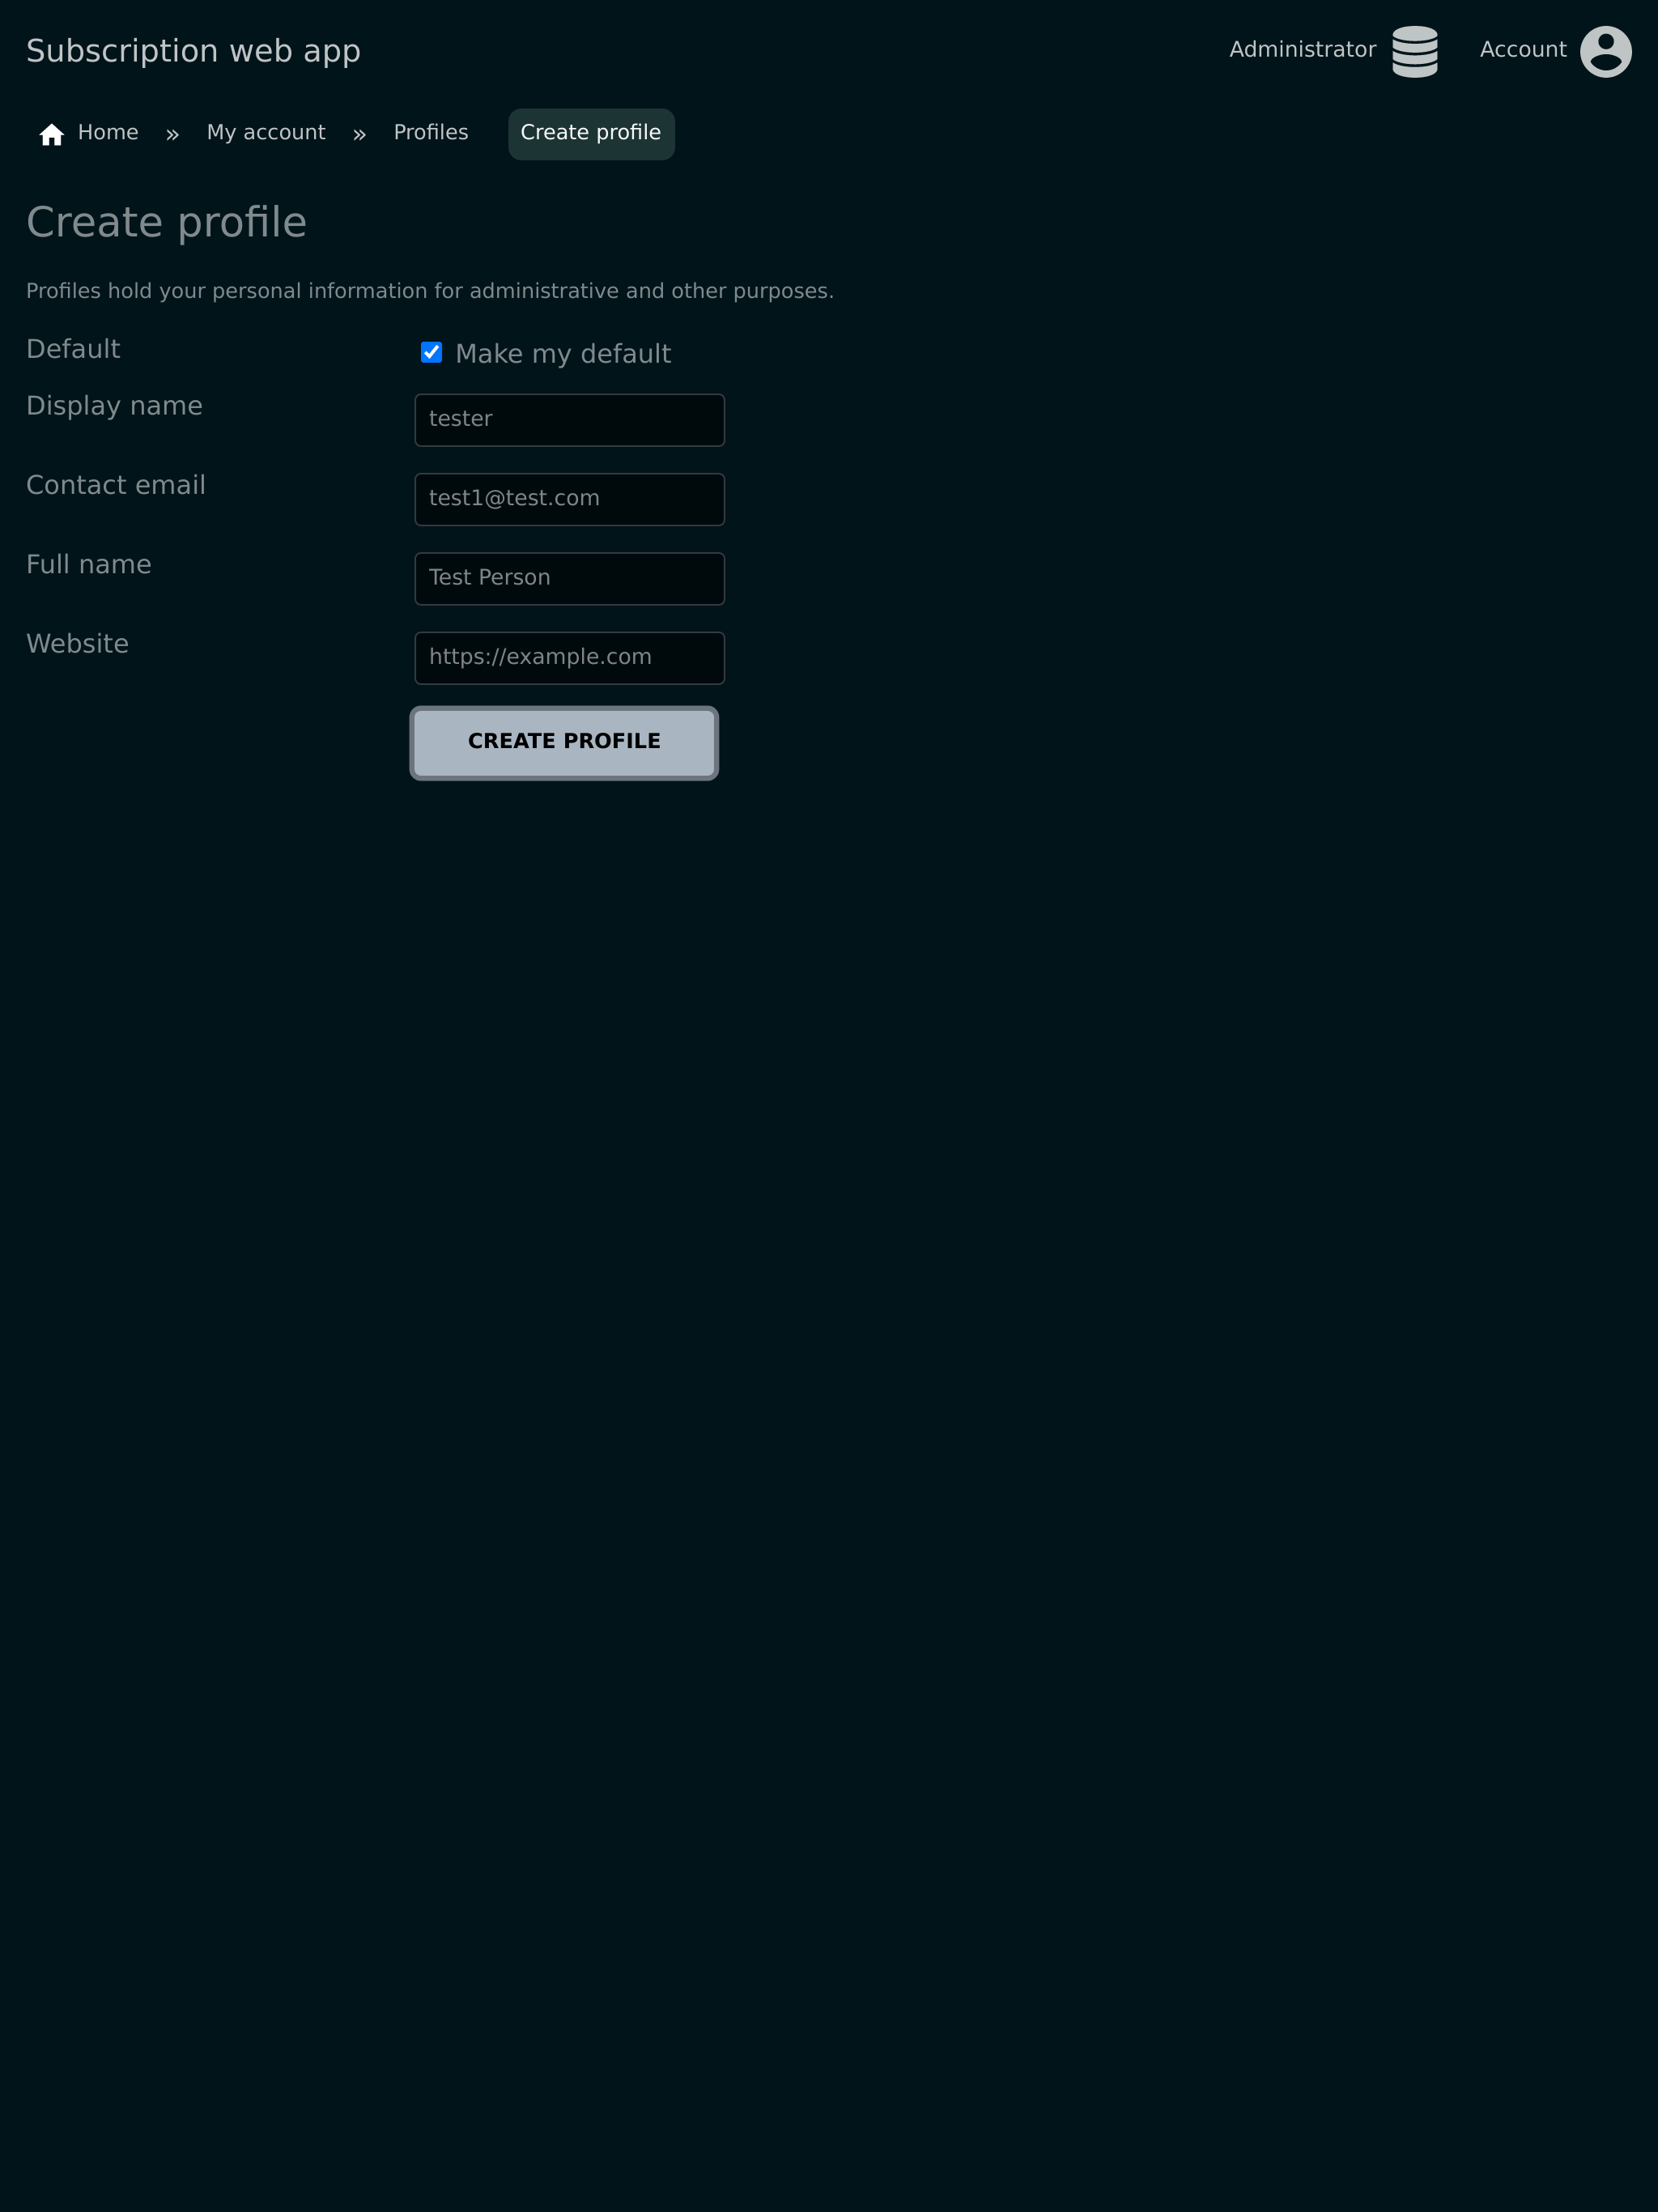 Subscription web app Administrator Account
Home » My account » Profiles Create profile
Create profile
Profiles hold your personal information for administrative and other purposes.
Default Make my default
Display name tester
Contact email test1@test.com
Full name Test Person
Website https://example.com
CREATE PROFILE